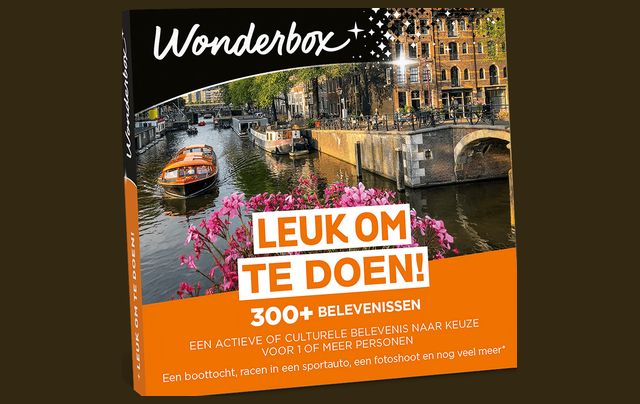 Wonderbox
Wonderbox
LEUK OM
TE DOEN!
300+ BELEVENISSEN
EEN ACTIEVE OF CULTURELE BELEVENIS NAAR KEUZE
VOOR 1 OF MEER PERSONEN
Een boottocht, racen in een sportauto, een fotoshoot en nog veel meer*
+ LEUK OM TE DOEN!